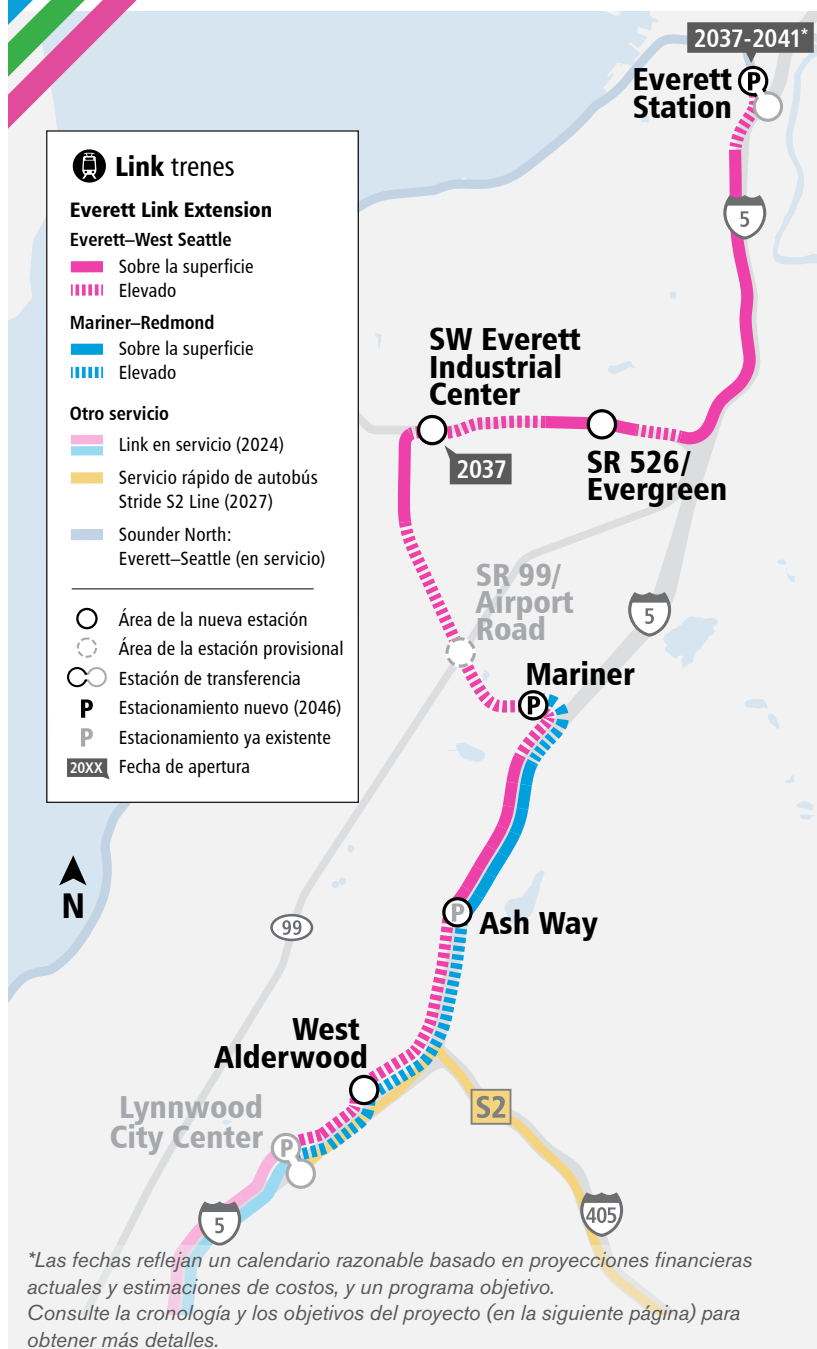 2037-2041*
Everett
Station
P
Link trenes
Everett Link Extension
Everett–West Seattle
Sobre la superficie
Elevado
Mariner–Redmond
Sobre la superficie
Elevado
Otro servicio
Link en servicio (2024)
Servicio rápido de autobús
Stride S2 Line (2027)
Sounder North:
Everett–Seattle (en servicio)
Área de la nueva estación
Área de la estación provisional
Estación de transferencia
P Estacionamiento nuevo (2046)
P Estacionamiento ya existente
20XX Fecha de apertura
5
SW Everett
Industrial
Center
2037
SR 526/
Evergreen
SR 99/
Airport
Road
5
Mariner
P
N
P
Ash Way
99
West
Alderwood
S2
Lynnwood
City Center
P
5
405
*Las fechas reflejan un calendario razonable basado en proyecciones financieras
actuales y estimaciones de costos, y un programa objetivo.
Consulte la cronología y los objetivos del proyecto (en la siguiente página) para
obtener más detalles.